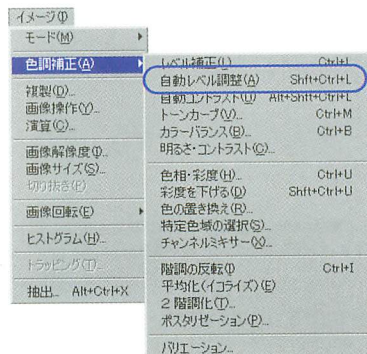 イメージ(I)
モード(M)
色調補正(A)
複製(D)...
画像操作(Y)...
演算(C)...
画像解像度(I)...
画像サイズ(S)...
切り抜き(P)
画像回転(E)
ヒストグラム(H)...
トラッピング(T)...
抽出... Alt+Ctrl+X
レベル補正(L)... Ctrl+L
自動レベル調整(A) Shft+Ctrl+L
自動コントラスト(U) Alt+Shft+Ctrl+L
トーンカーブ(V)... Ctrl+M
カラーバランス(B)... Ctrl+B
明るさ・コントラスト(C)...
色相・彩度(H)... Ctrl+U
彩度を下げる(D) Shft+Ctrl+U
色の置き換え(R)...
特定色域の選択(S)...
チャンネルミキサー(X)...
階調の反転(I) Ctrl+I
平均化(イコライズ)(E)
2階調化(T)...
ポスタリゼーション(P)...
バリエーション...